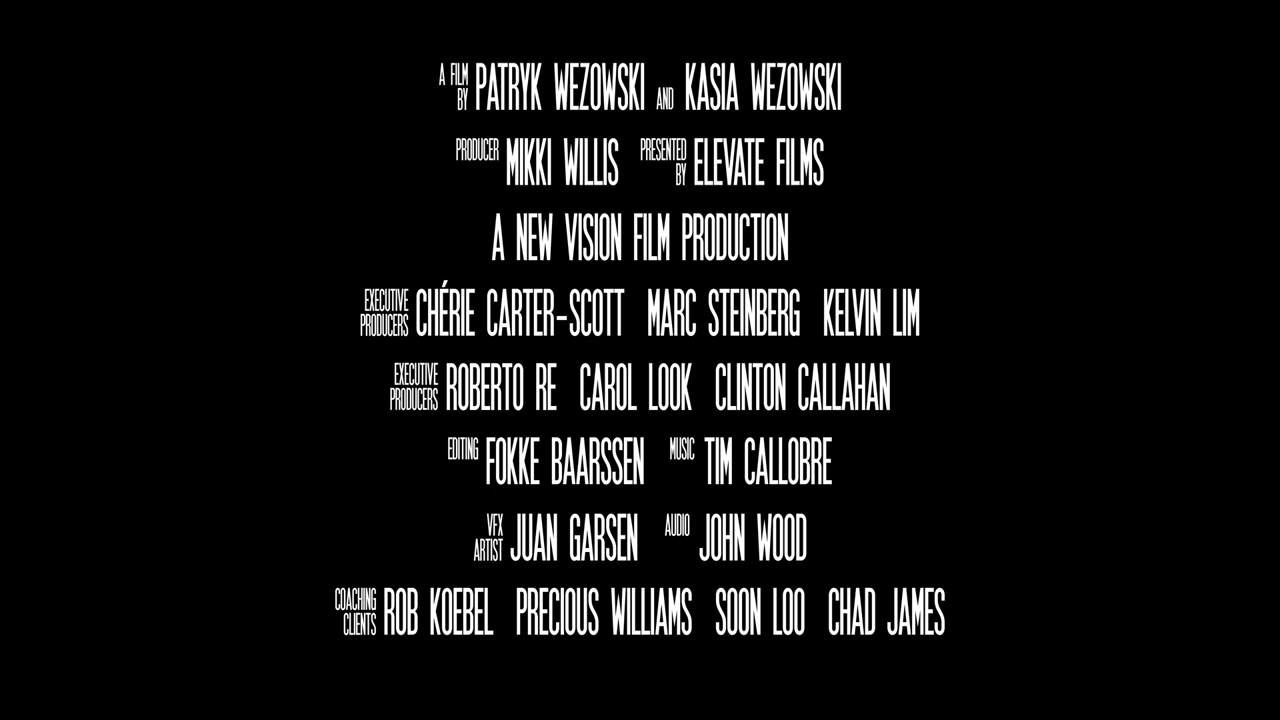 A FILM BY PATRYK WEZOWSKI AND KASIA WEZOWSKI
PRODUCER MIKKI WILLIS PRESENTED BY ELEVATE FILMS
A NEW VISION FILM PRODUCTION
EXECUTIVE PRODUCERS CHÉRIE CARTER-SCOTT MARC STEINBERG KELVIN LIM
EXECUTIVE PRODUCERS ROBERTO RE CAROL LOOK CLINTON CALLAHAN
EDITING FOKKE BAARSSEN MUSIC TIM CALLOBRE
VFX ARTIST JUAN GARSEN AUDIO JOHN WOOD
COACHING CLIENTS ROB KOEBEL PRECIOUS WILLIAMS SOON LOO CHAD JAMES